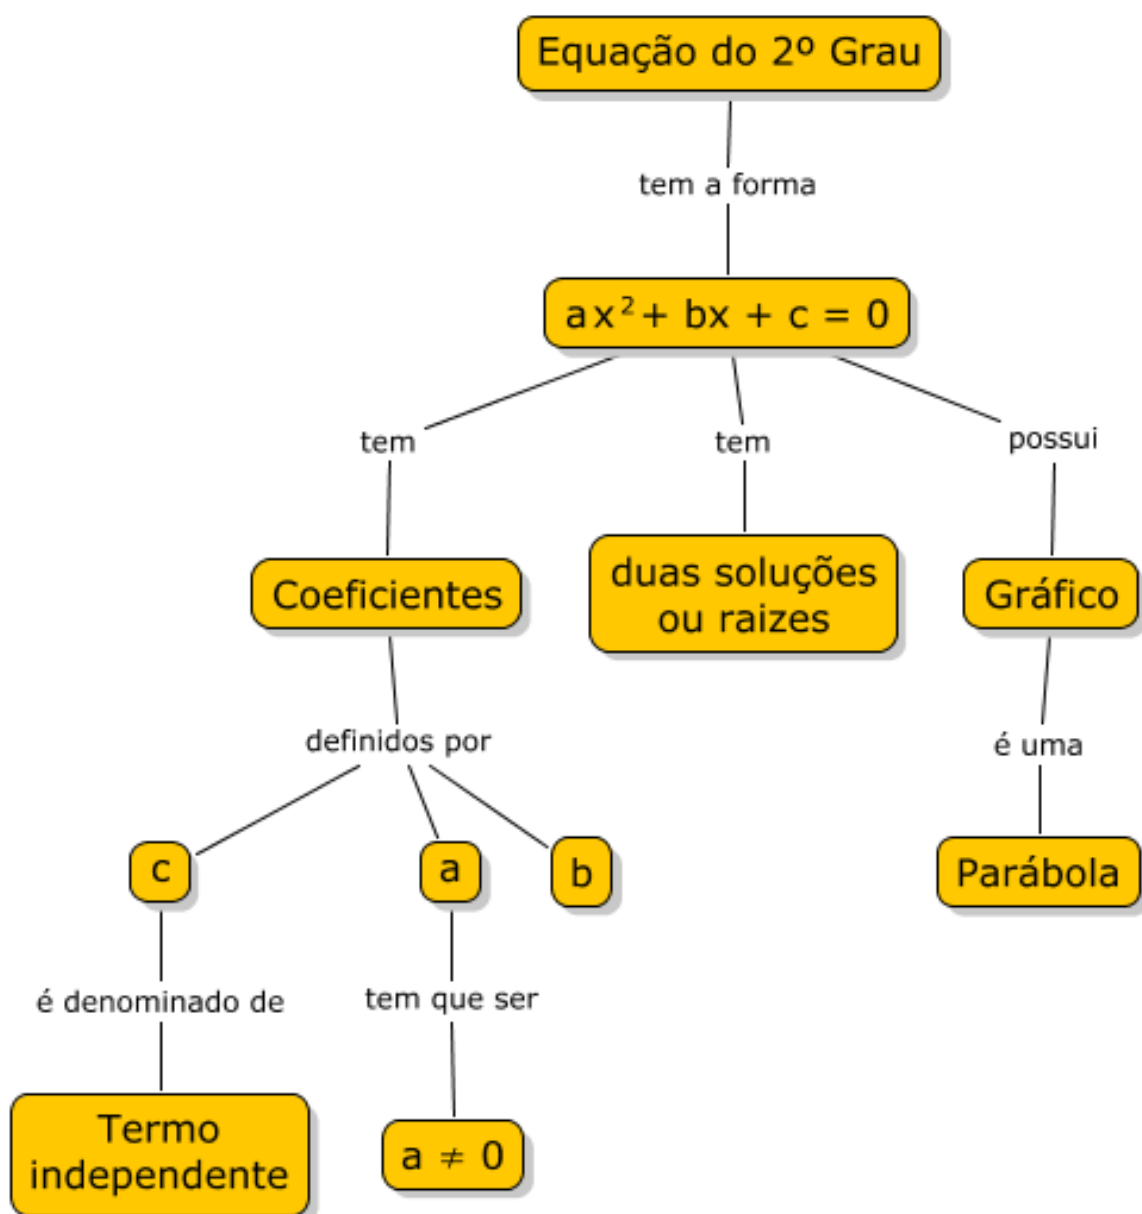 Equação do 2º Grau
tem a forma
ax²+ bx + c = 0
tem
tem
possui
Coeficientes
duas soluções
ou raizes
Gráfico
definidos por
é uma
c
a
b
Parábola
é denominado de
tem que ser
Termo
independente
a ≠ 0